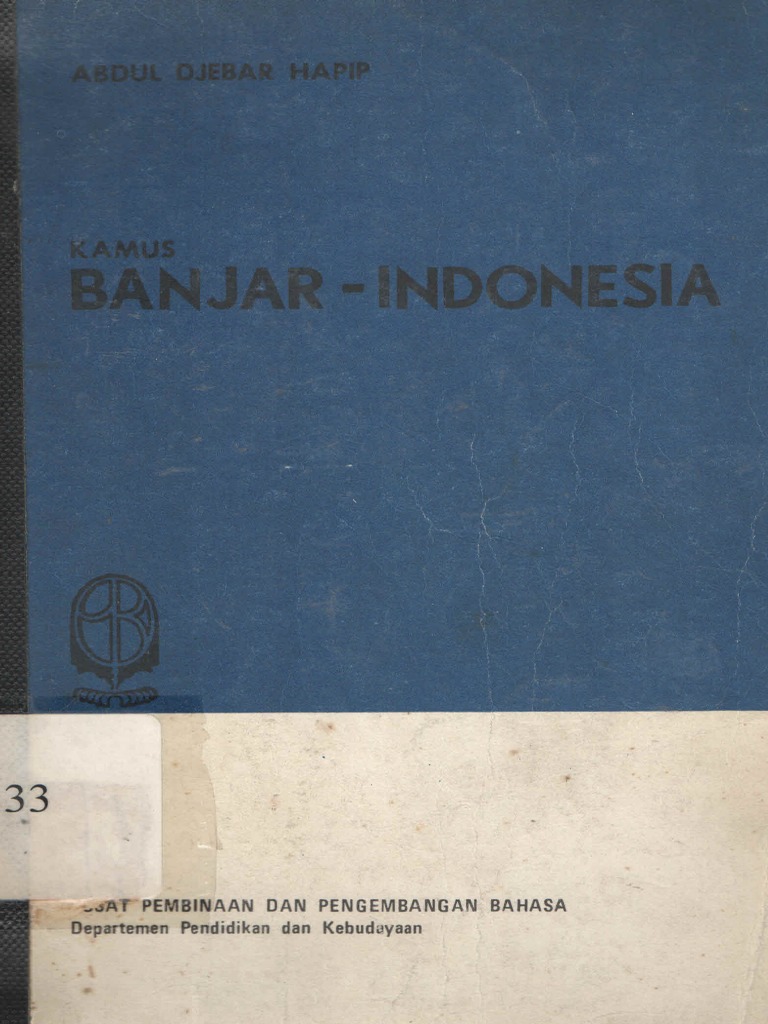 ABDUL DJEBAR HAPIP
KAMUS
BANJAR - INDONESIA
33
PEMBINAAN DAN PENGEMBANGAN BAHASA
Departemen Pendidikan dan Kebudayaan